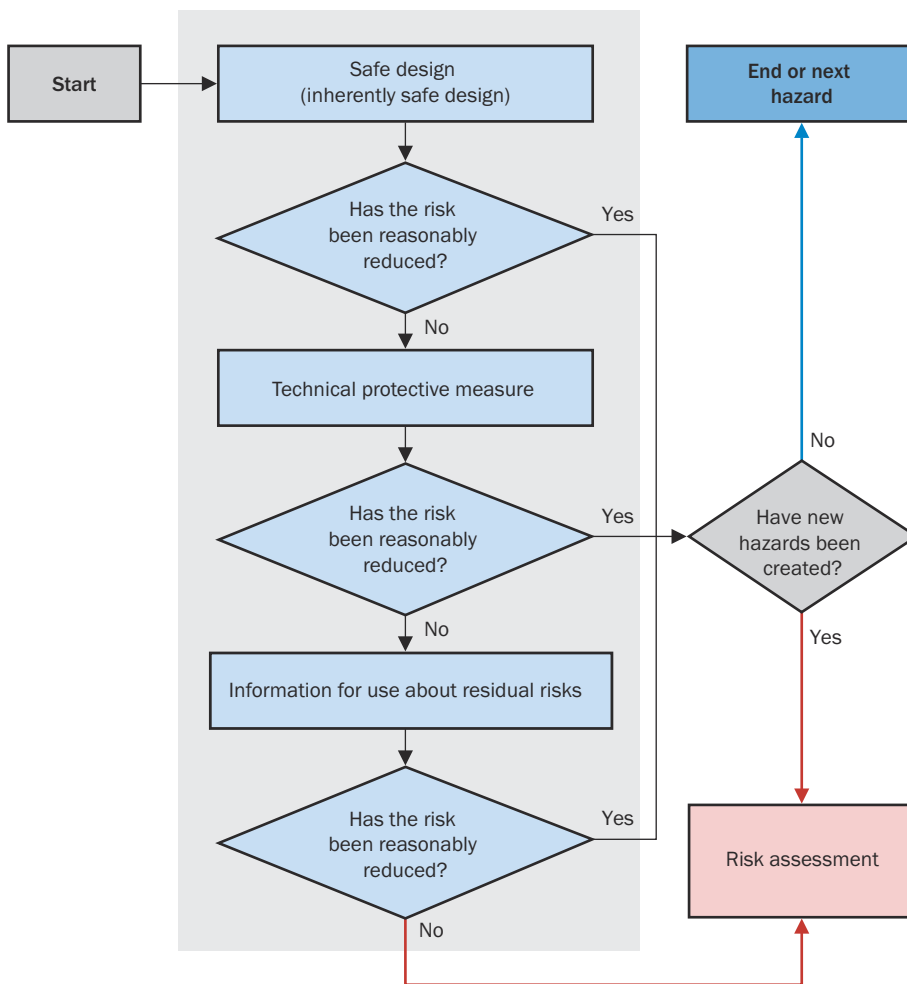 Start
Safe design
(inherently safe design)
End or next
hazard
Has the risk
been reasonably
reduced?
Yes
No
Technical protective measure
Has the risk
been reasonably
reduced?
Yes
No
Have new
hazards been
created?
No
Yes
Information for use about residual risks
Has the risk
been reasonably
reduced?
Yes
No
Risk assessment